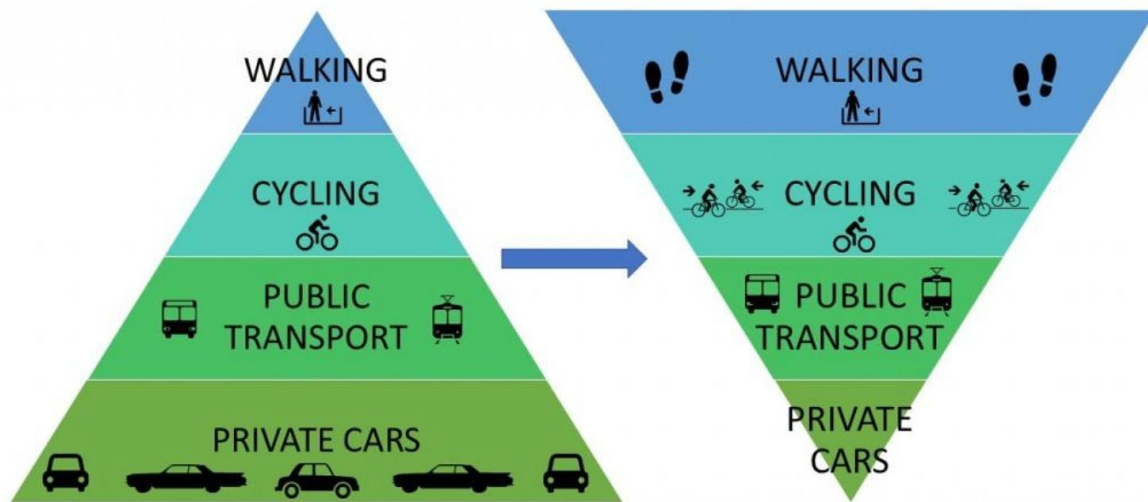 WALKING
CYCLING
PUBLIC
TRANSPORT
PRIVATE CARS
WALKING
CYCLING
PUBLIC
TRANSPORT
PRIVATE
CARS